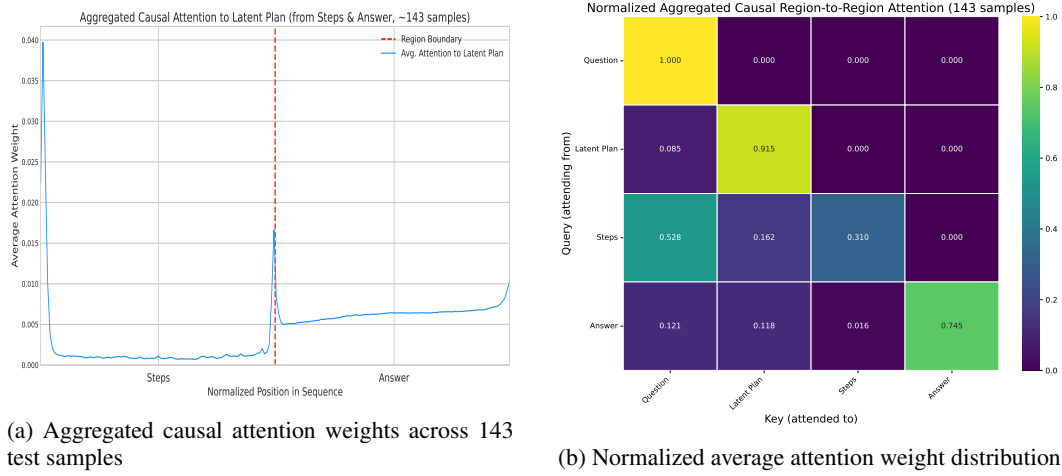 Aggregated Causal Attention to Latent Plan (from Steps & Answer, ~143 samples)
Region Boundary
Avg. Attention to Latent Plan
Average Attention Weight
0.040
0.035
0.030
0.025
0.020
0.015
0.010
0.005
0.000
Steps
Answer
Normalized Position in Sequence
(a) Aggregated causal attention weights across 143
test samples
Normalized Aggregated Causal Region-to-Region Attention (143 samples)
Query (attending from)
Question
1.000 0.000 0.000 0.000
Latent Plan
0.085 0.915 0.000 0.000
Steps
0.528 0.162 0.310 0.000
Answer
0.121 0.118 0.016 0.745
Question
Latent Plan
Steps
Answer
Key (attended to)
1.0
0.8
0.6
0.4
0.2
0.0
(b) Normalized average attention weight distribution